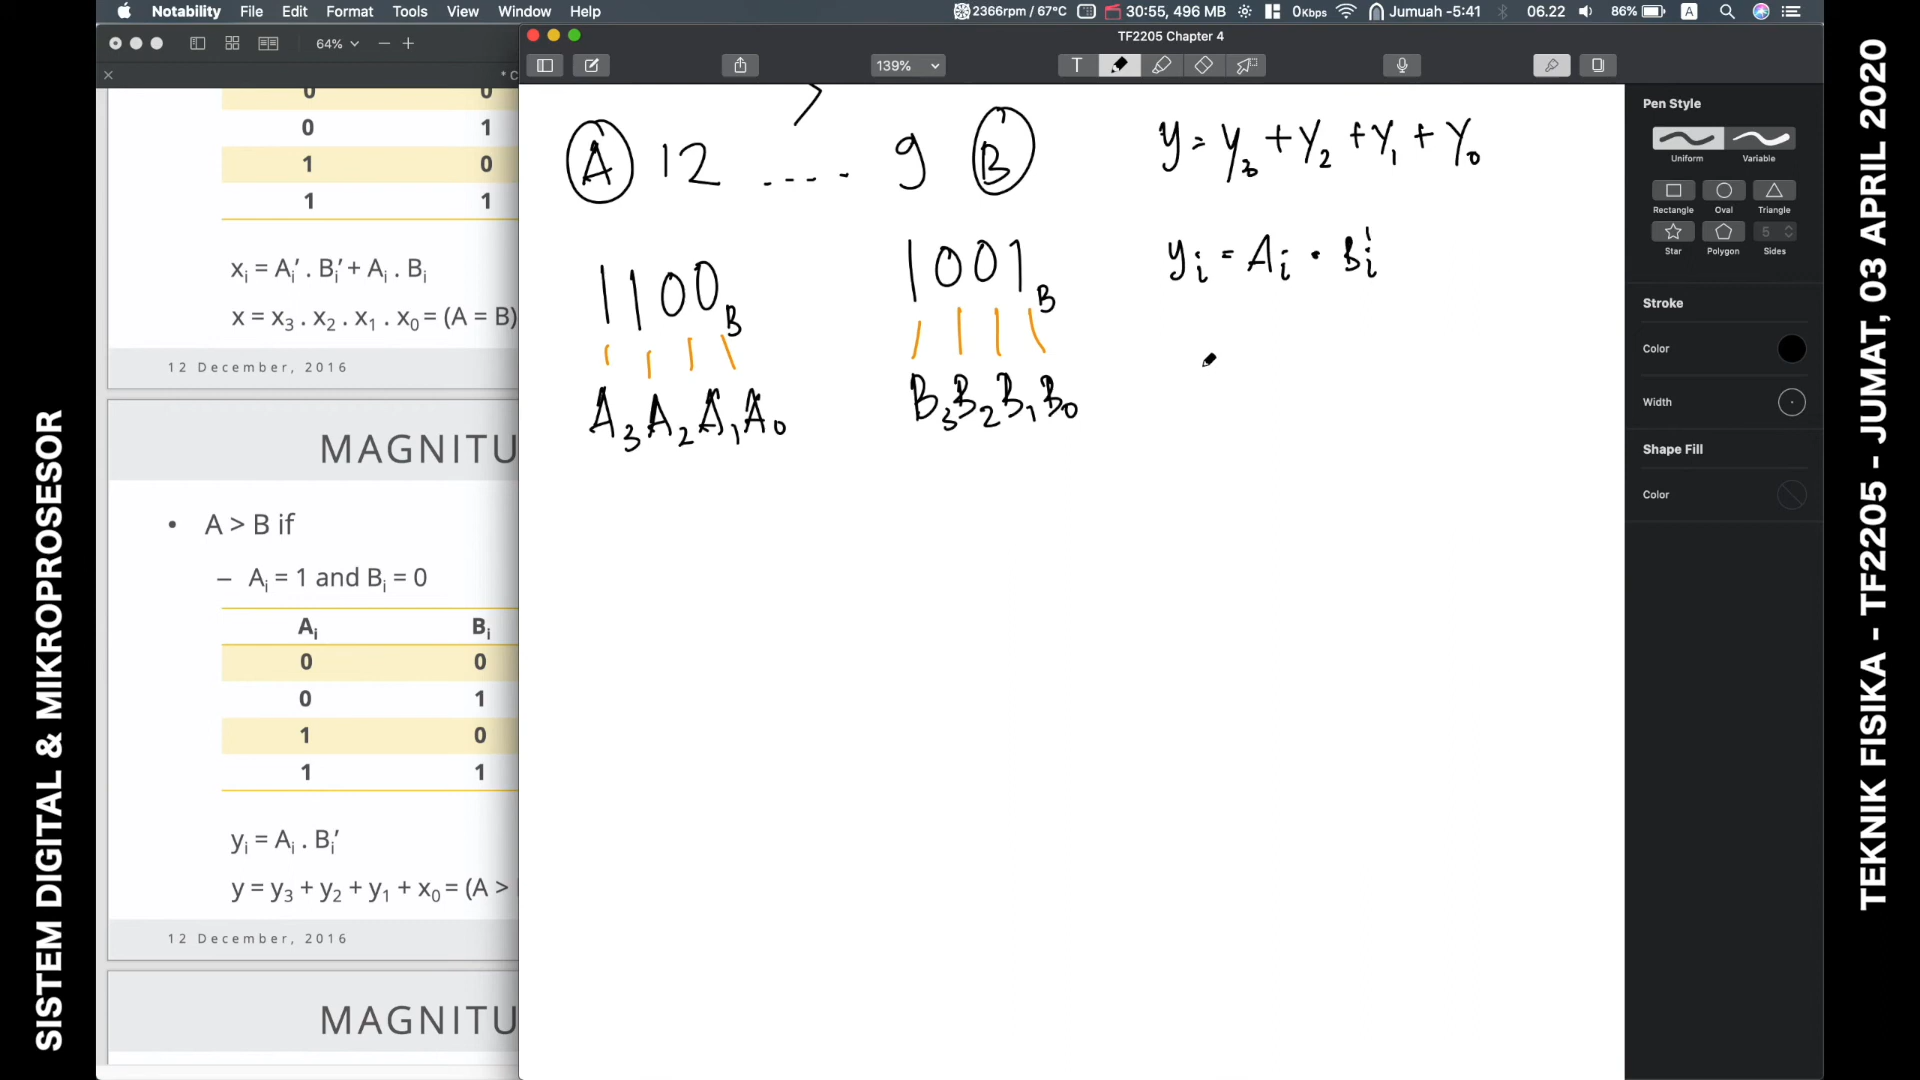 Notability File Edit Format Tools View Window Help 2366rpm / 67°C 30:55, 496 MB 0Kbps Jumuah -5:41 06.22 86% A
64%
TF2205 Chapter 4
139%
T
SISTEM DIGITAL & MIKROPROSESOR
0 0
0 1
1 0
1 1
xᵢ = Aᵢ′ . Bᵢ′ + Aᵢ . Bᵢ
x = x₃ . x₂ . x₁ . x₀ = (A = B)
12 December, 2016
MAGNITU
• A > B if
– Aᵢ = 1 and Bᵢ = 0
Aᵢ Bᵢ
0 0
0 1
1 0
1 1
yᵢ = Aᵢ . Bᵢ′
y = y₃ + y₂ + y₁ + x₀ = (A >
12 December, 2016
MAGNITU
>
A 12 .... 9 B
1100B 1001B
A₃A₂A₁A₀ B₃B₂B₁B₀
y = y₃ + y₂ + y₁ + y₀
yᵢ = Aᵢ . Bᵢ'
Pen Style
Uniform Variable
Rectangle Oval Triangle
5
Star Polygon Sides
Stroke
Color
Width
Shape Fill
Color
TEKNIK FISIKA - TF2205 - JUMAT, 03 APRIL 2020